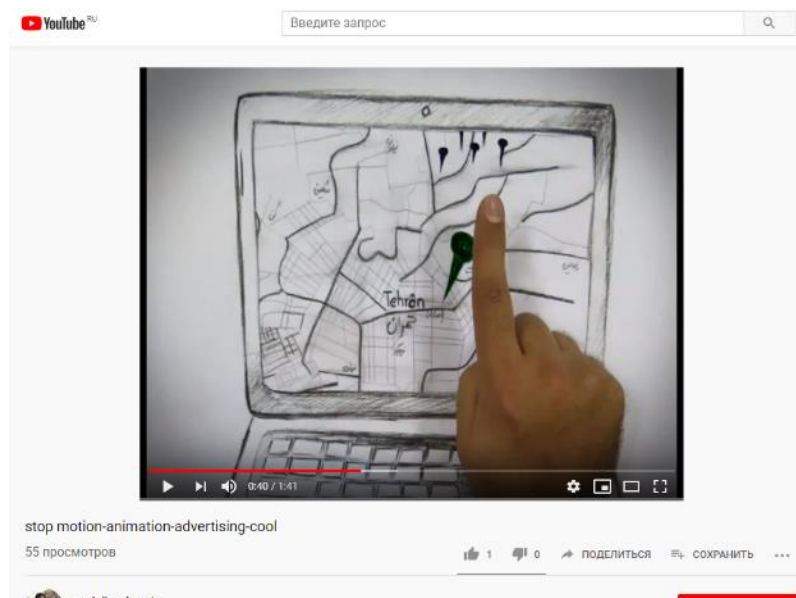 YouTube RU
Введите запрос
Tehrân
تهران
0:40 / 1:41
stop motion-animation-advertising-cool
55 просмотров
1
0
ПОДЕЛИТЬСЯ
СОХРАНИТЬ